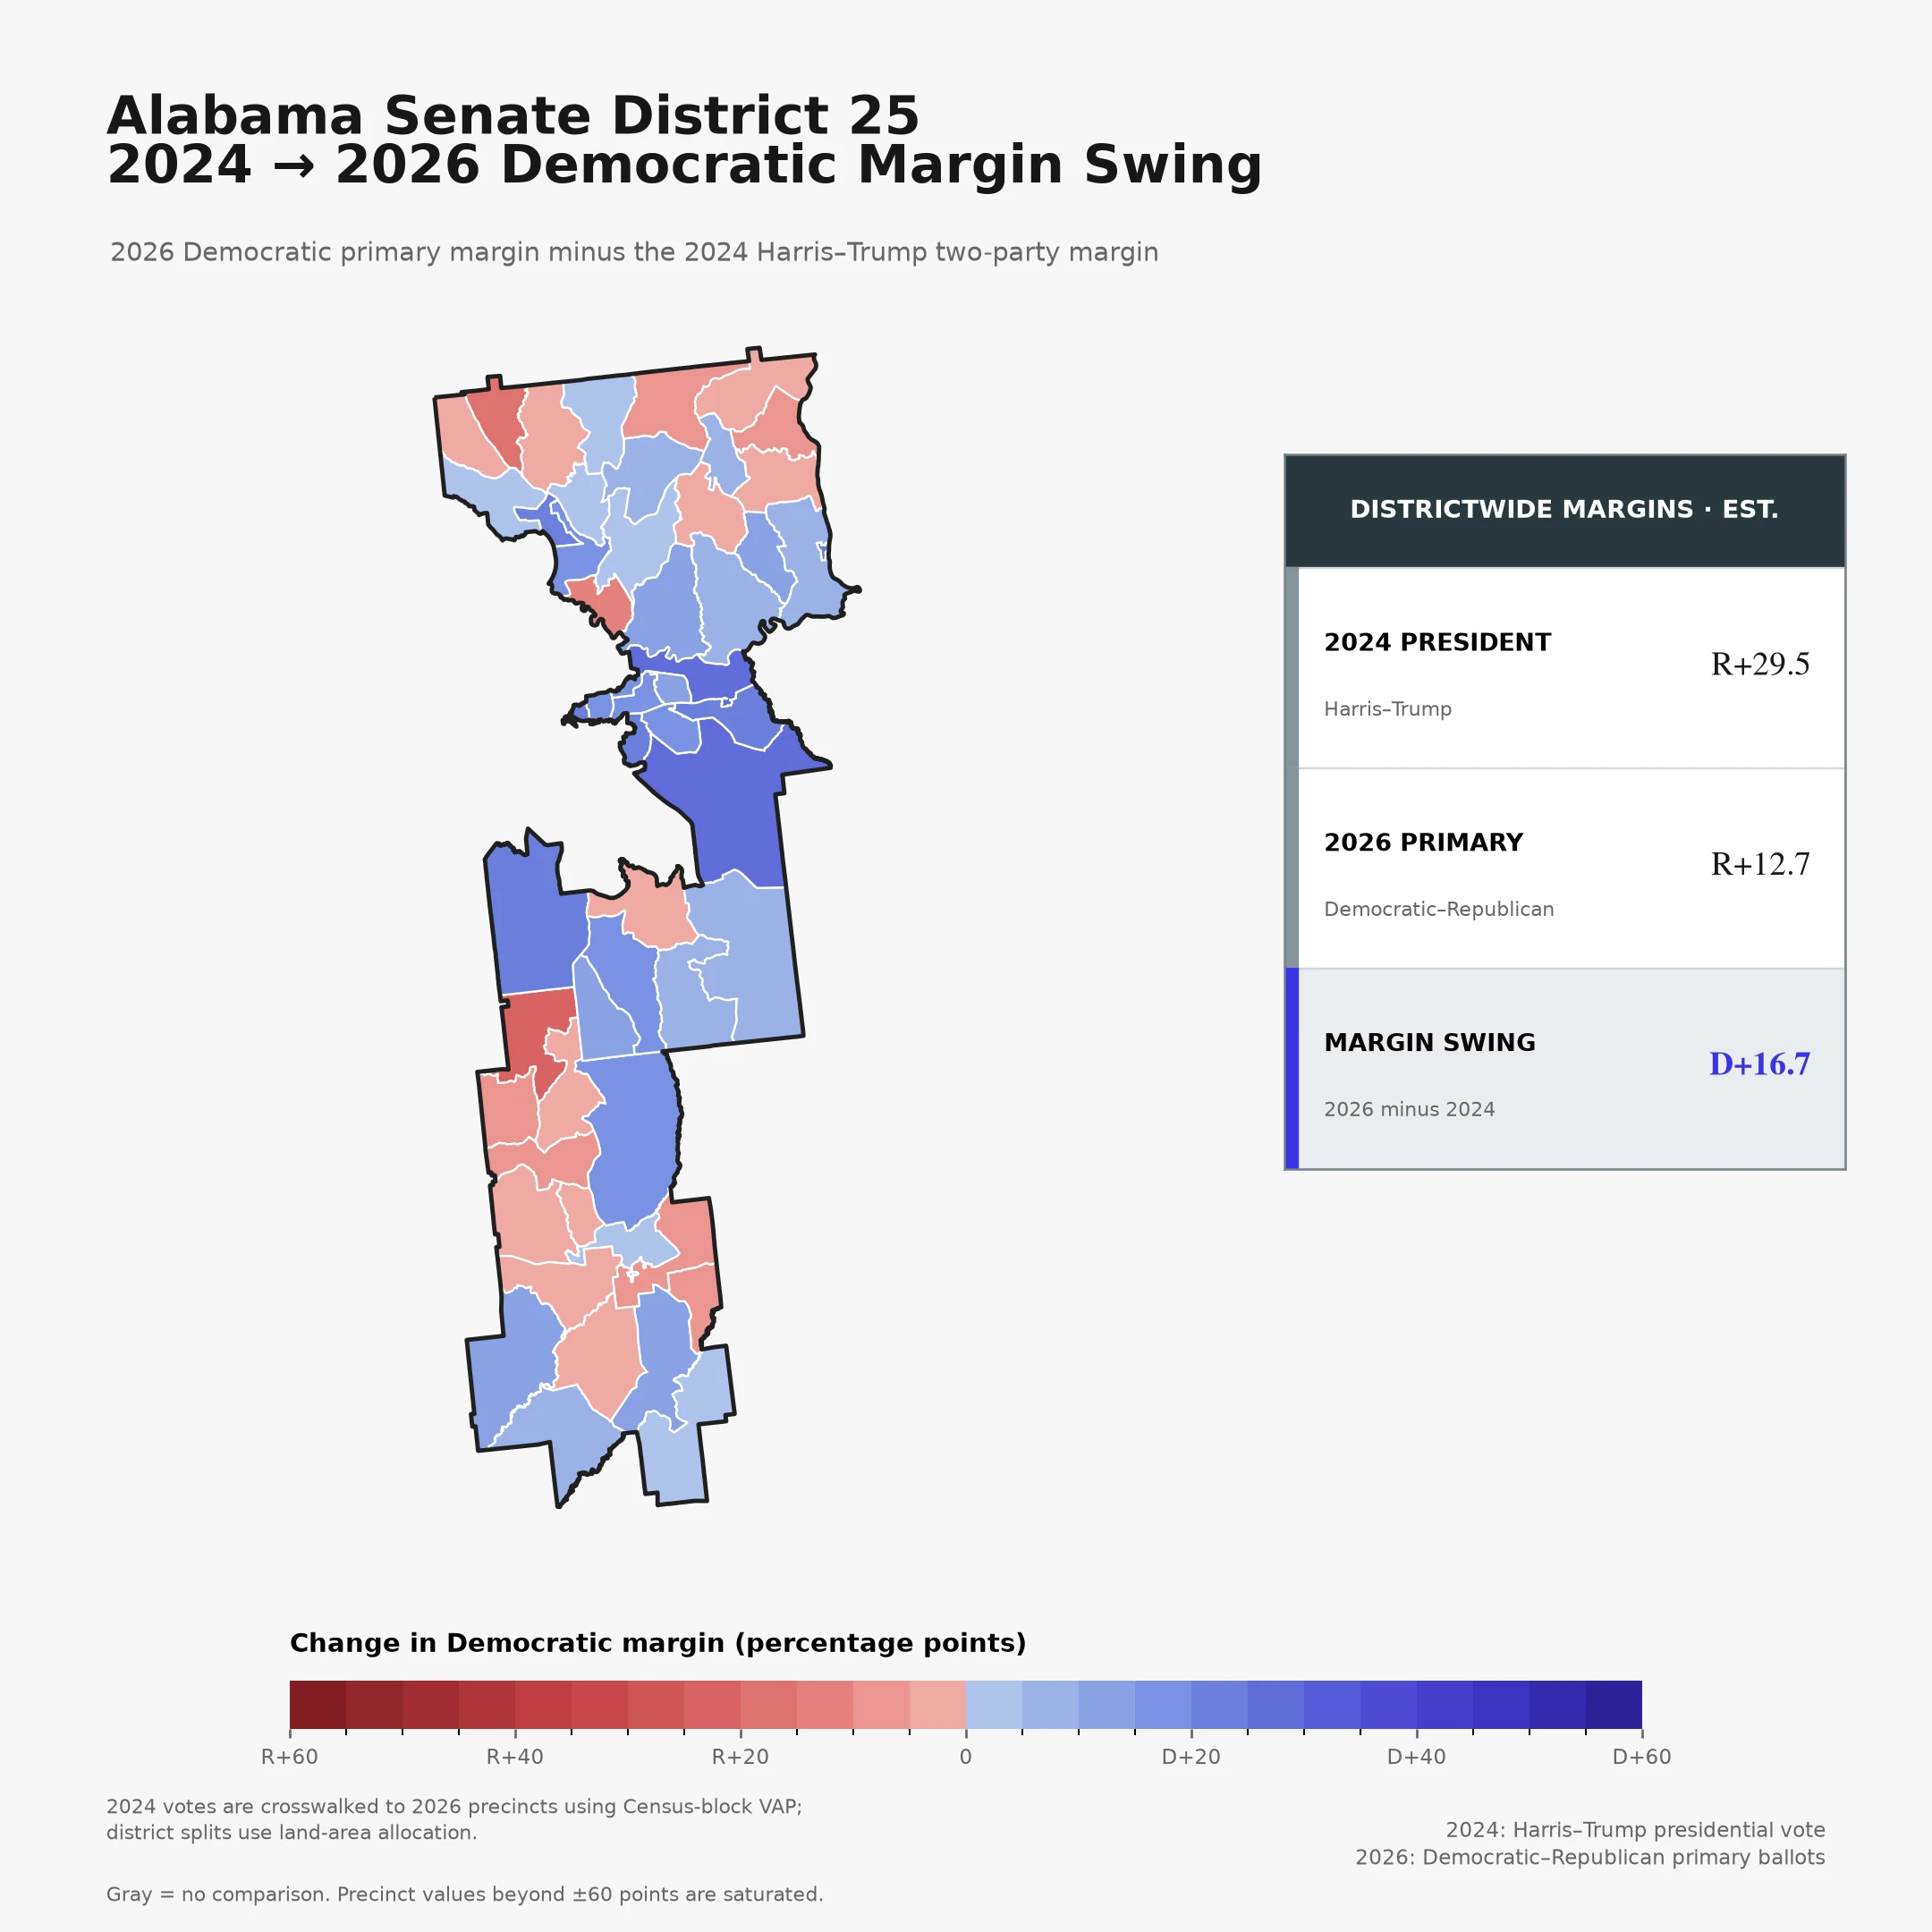 Alabama Senate District 25
2024 → 2026 Democratic Margin Swing
2026 Democratic primary margin minus the 2024 Harris–Trump two-party margin
DISTRICTWIDE MARGINS · EST.
2024 PRESIDENT
R+29.5
Harris–Trump
2026 PRIMARY
R+12.7
Democratic–Republican
MARGIN SWING
D+16.7
2026 minus 2024
Change in Democratic margin (percentage points)
R+60 R+40 R+20 0 D+20 D+40 D+60
2024 votes are crosswalked to 2026 precincts using Census-block VAP;
district splits use land-area allocation.
2024: Harris–Trump presidential vote
2026: Democratic–Republican primary ballots
Gray = no comparison. Precinct values beyond ±60 points are saturated.